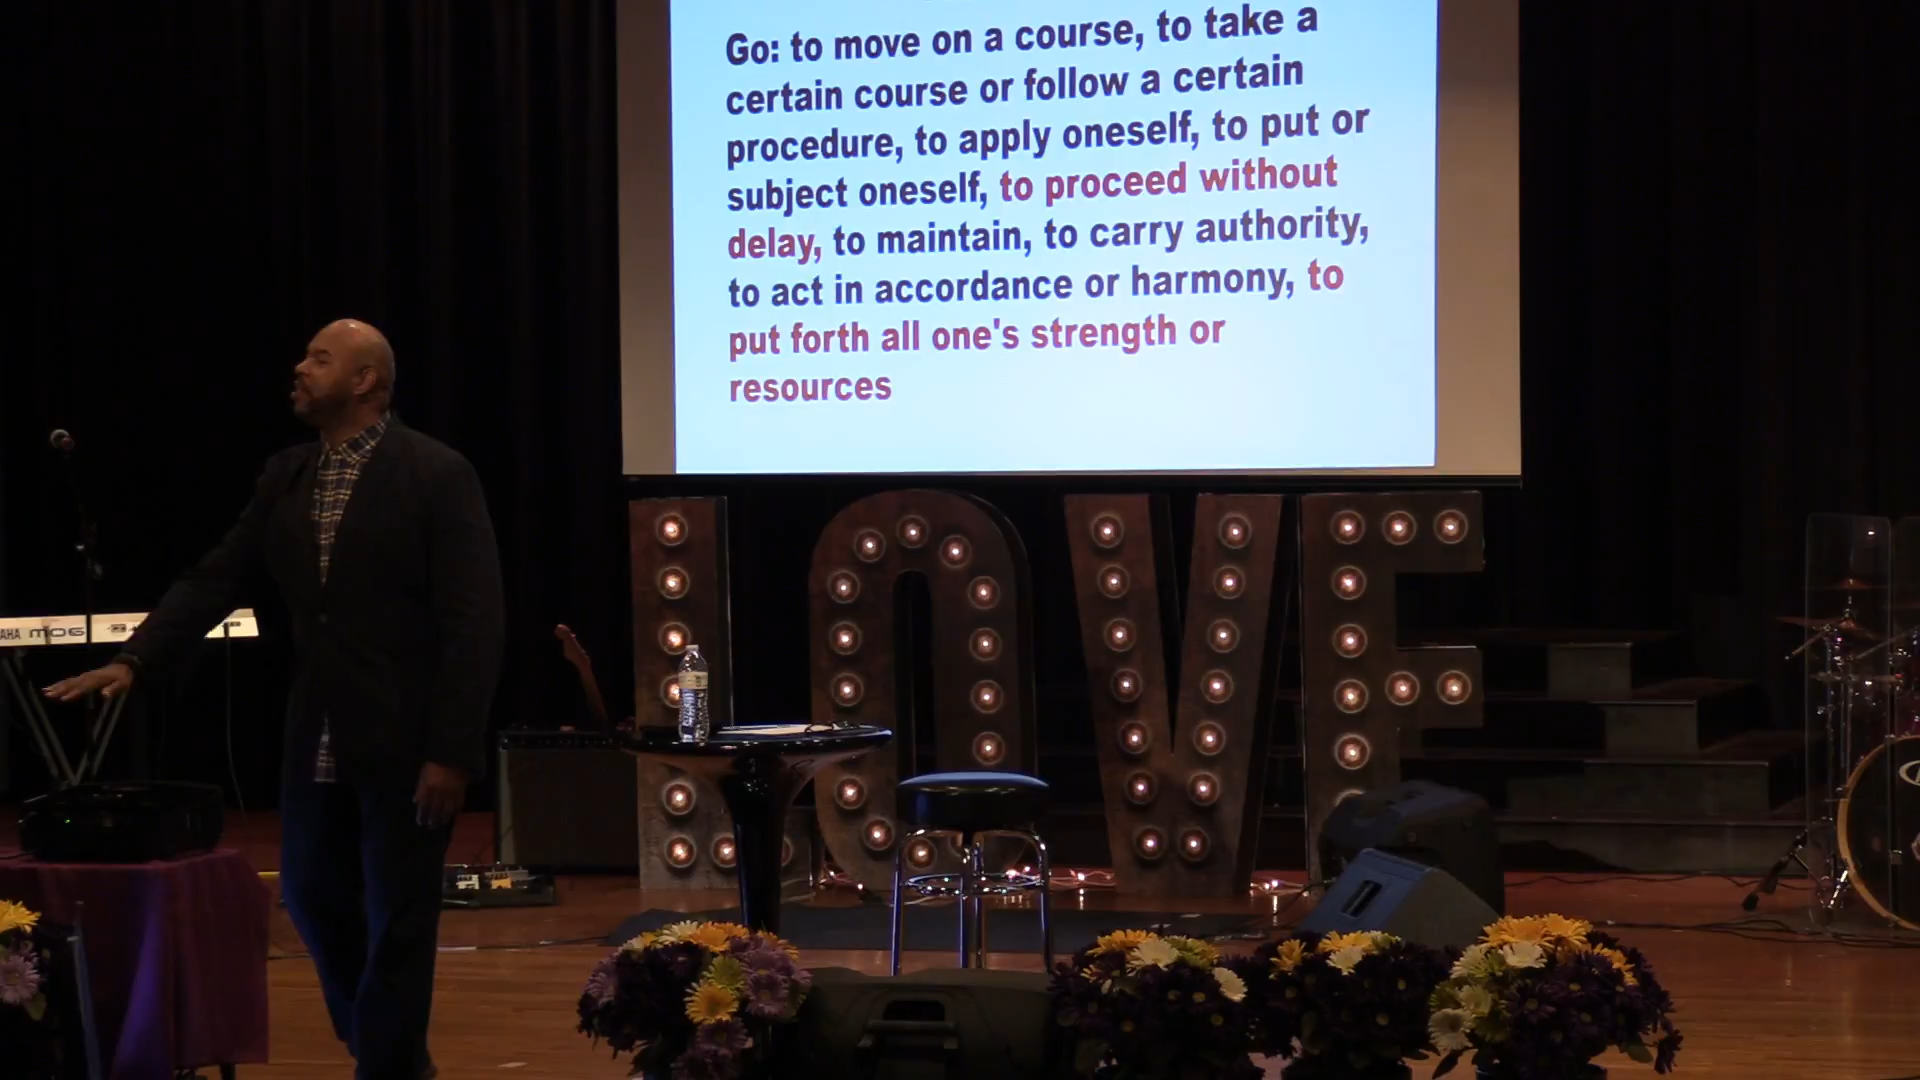 Go: to move on a course, to take a
certain course or follow a certain
procedure, to apply oneself, to put or
subject oneself, to proceed without
delay, to maintain, to carry authority,
to act in accordance or harmony, to
put forth all one's strength or
resources
LOVE
AHA MOG